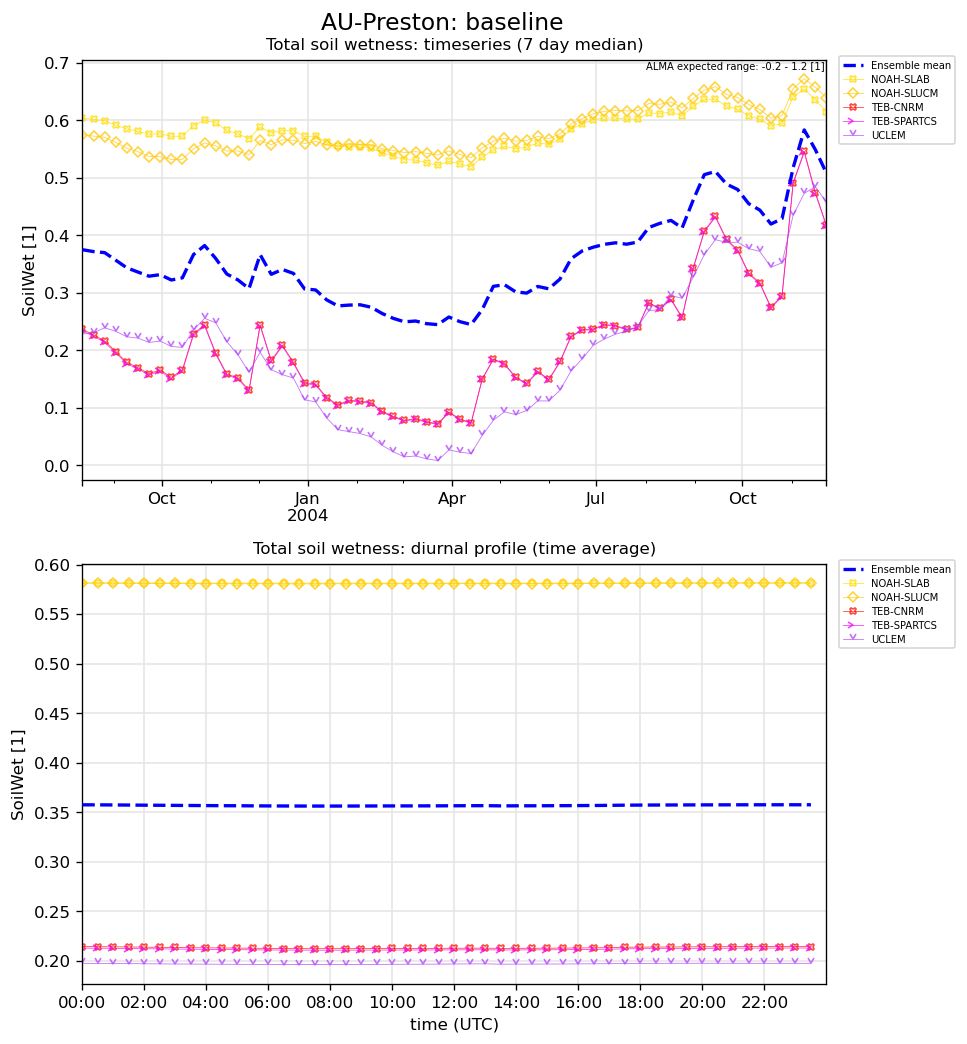 AU-Preston: baseline
Total soil wetness: timeseries (7 day median)
ALMA expected range: -0.2 - 1.2 [1]
0.7
0.6
0.5
0.4
0.3
0.2
0.1
0.0
SoilWet [1]
Oct
Jan
2004
Apr
Jul
Oct
Ensemble mean
NOAH-SLAB
NOAH-SLUCM
TEB-CNRM
TEB-SPARTCS
UCLEM
Total soil wetness: diurnal profile (time average)
0.60
0.55
0.50
0.45
0.40
0.35
0.30
0.25
0.20
SoilWet [1]
00:00
02:00
04:00
06:00
08:00
10:00
12:00
14:00
16:00
18:00
20:00
22:00
time (UTC)
Ensemble mean
NOAH-SLAB
NOAH-SLUCM
TEB-CNRM
TEB-SPARTCS
UCLEM